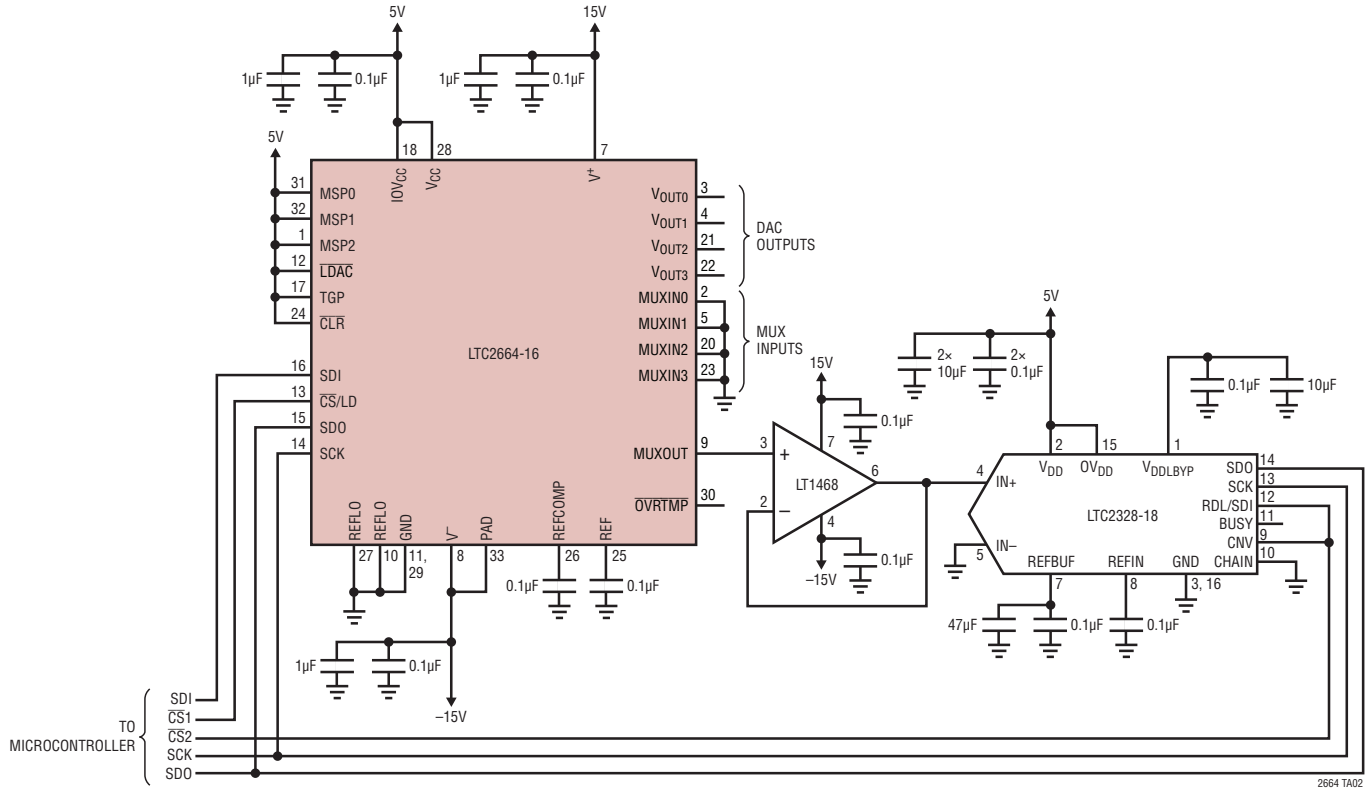 5V
15V
1µF
0.1µF
1µF
0.1µF
5V
18
28
7
IOVCC
VCC
V+
31
MSP0
32
MSP1
1
MSP2
12
LDAC
17
TGP
24
CLR
16
SDI
13
CS/LD
15
SDO
14
SCK
LTC2664-16
VOUT0
3
VOUT1
4
VOUT2
21
VOUT3
22
DAC
OUTPUTS
MUXIN0
2
MUXIN1
5
MUXIN2
20
MUXIN3
23
MUX
INPUTS
MUXOUT
9
OVRTMP
30
REFLO
REFLO
GND
V–
PAD
REFCOMP
REF
27
10
11,
29
8
33
26
25
0.1µF
0.1µF
1µF
0.1µF
–15V
15V
0.1µF
7
3
+
LT1468
6
2
–
4
0.1µF
–15V
5V
2×
10µF
2×
0.1µF
0.1µF
10µF
2
15
1
VDD
OVDD
VDDLBYP
4
IN+
LTC2328-18
IN–
5
SDO
14
SCK
13
RDL/SDI
12
BUSY
11
CNV
9
CHAIN
10
REFBUF
REFIN
GND
7
8
3, 16
47µF
0.1µF
0.1µF
TO
MICROCONTROLLER
SDI
CS1
CS2
SCK
SDO
2664 TA02